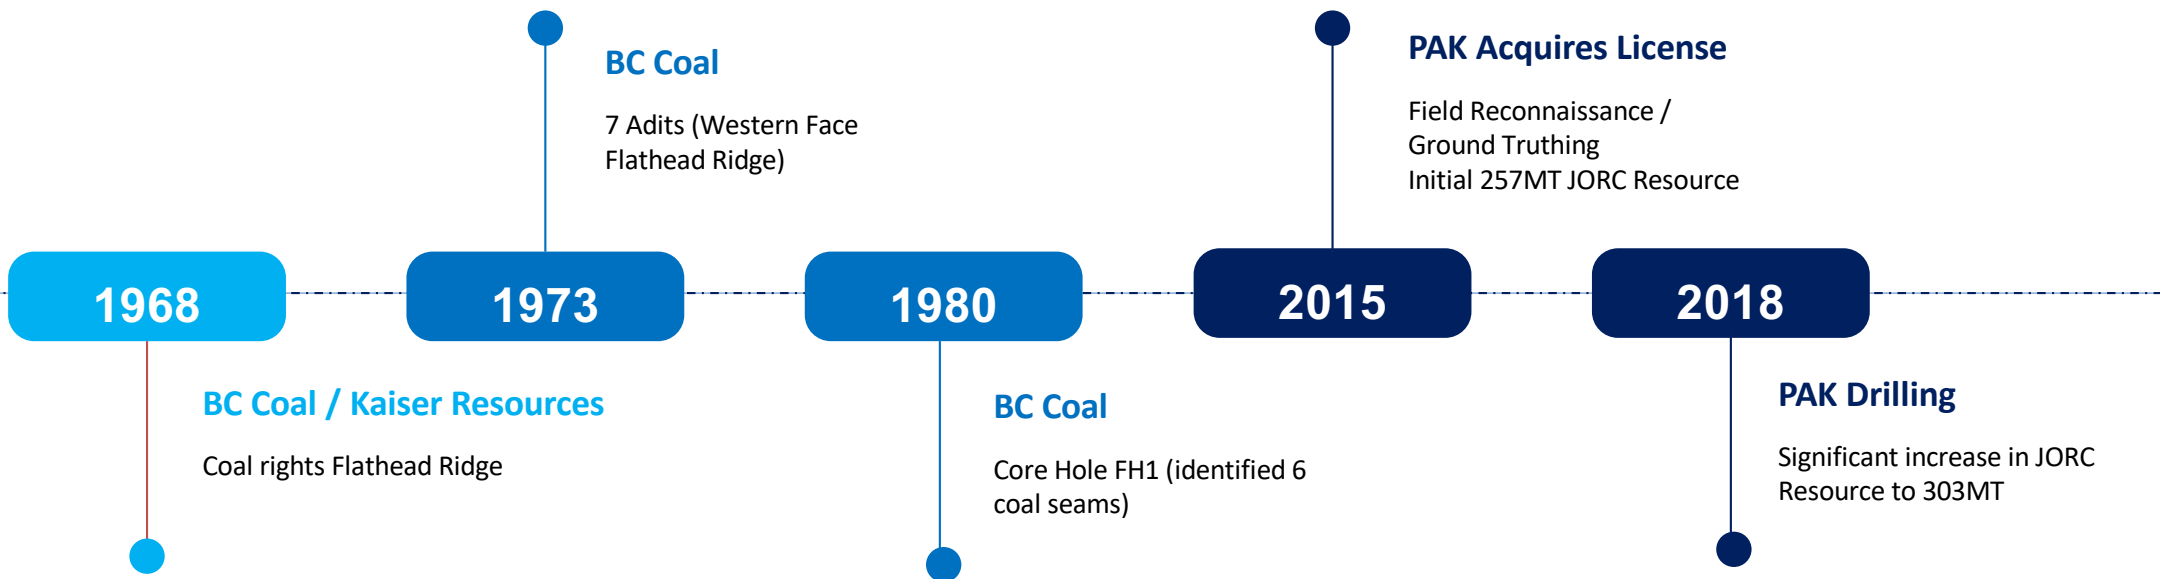 BC Coal
7 Adits (Western Face
Flathead Ridge)
PAK Acquires License
Field Reconnaissance /
Ground Truthing
Initial 257MT JORC Resource
1968
1973
1980
2015
2018
BC Coal / Kaiser Resources
Coal rights Flathead Ridge
BC Coal
Core Hole FH1 (identified 6
coal seams)
PAK Drilling
Significant increase in JORC
Resource to 303MT